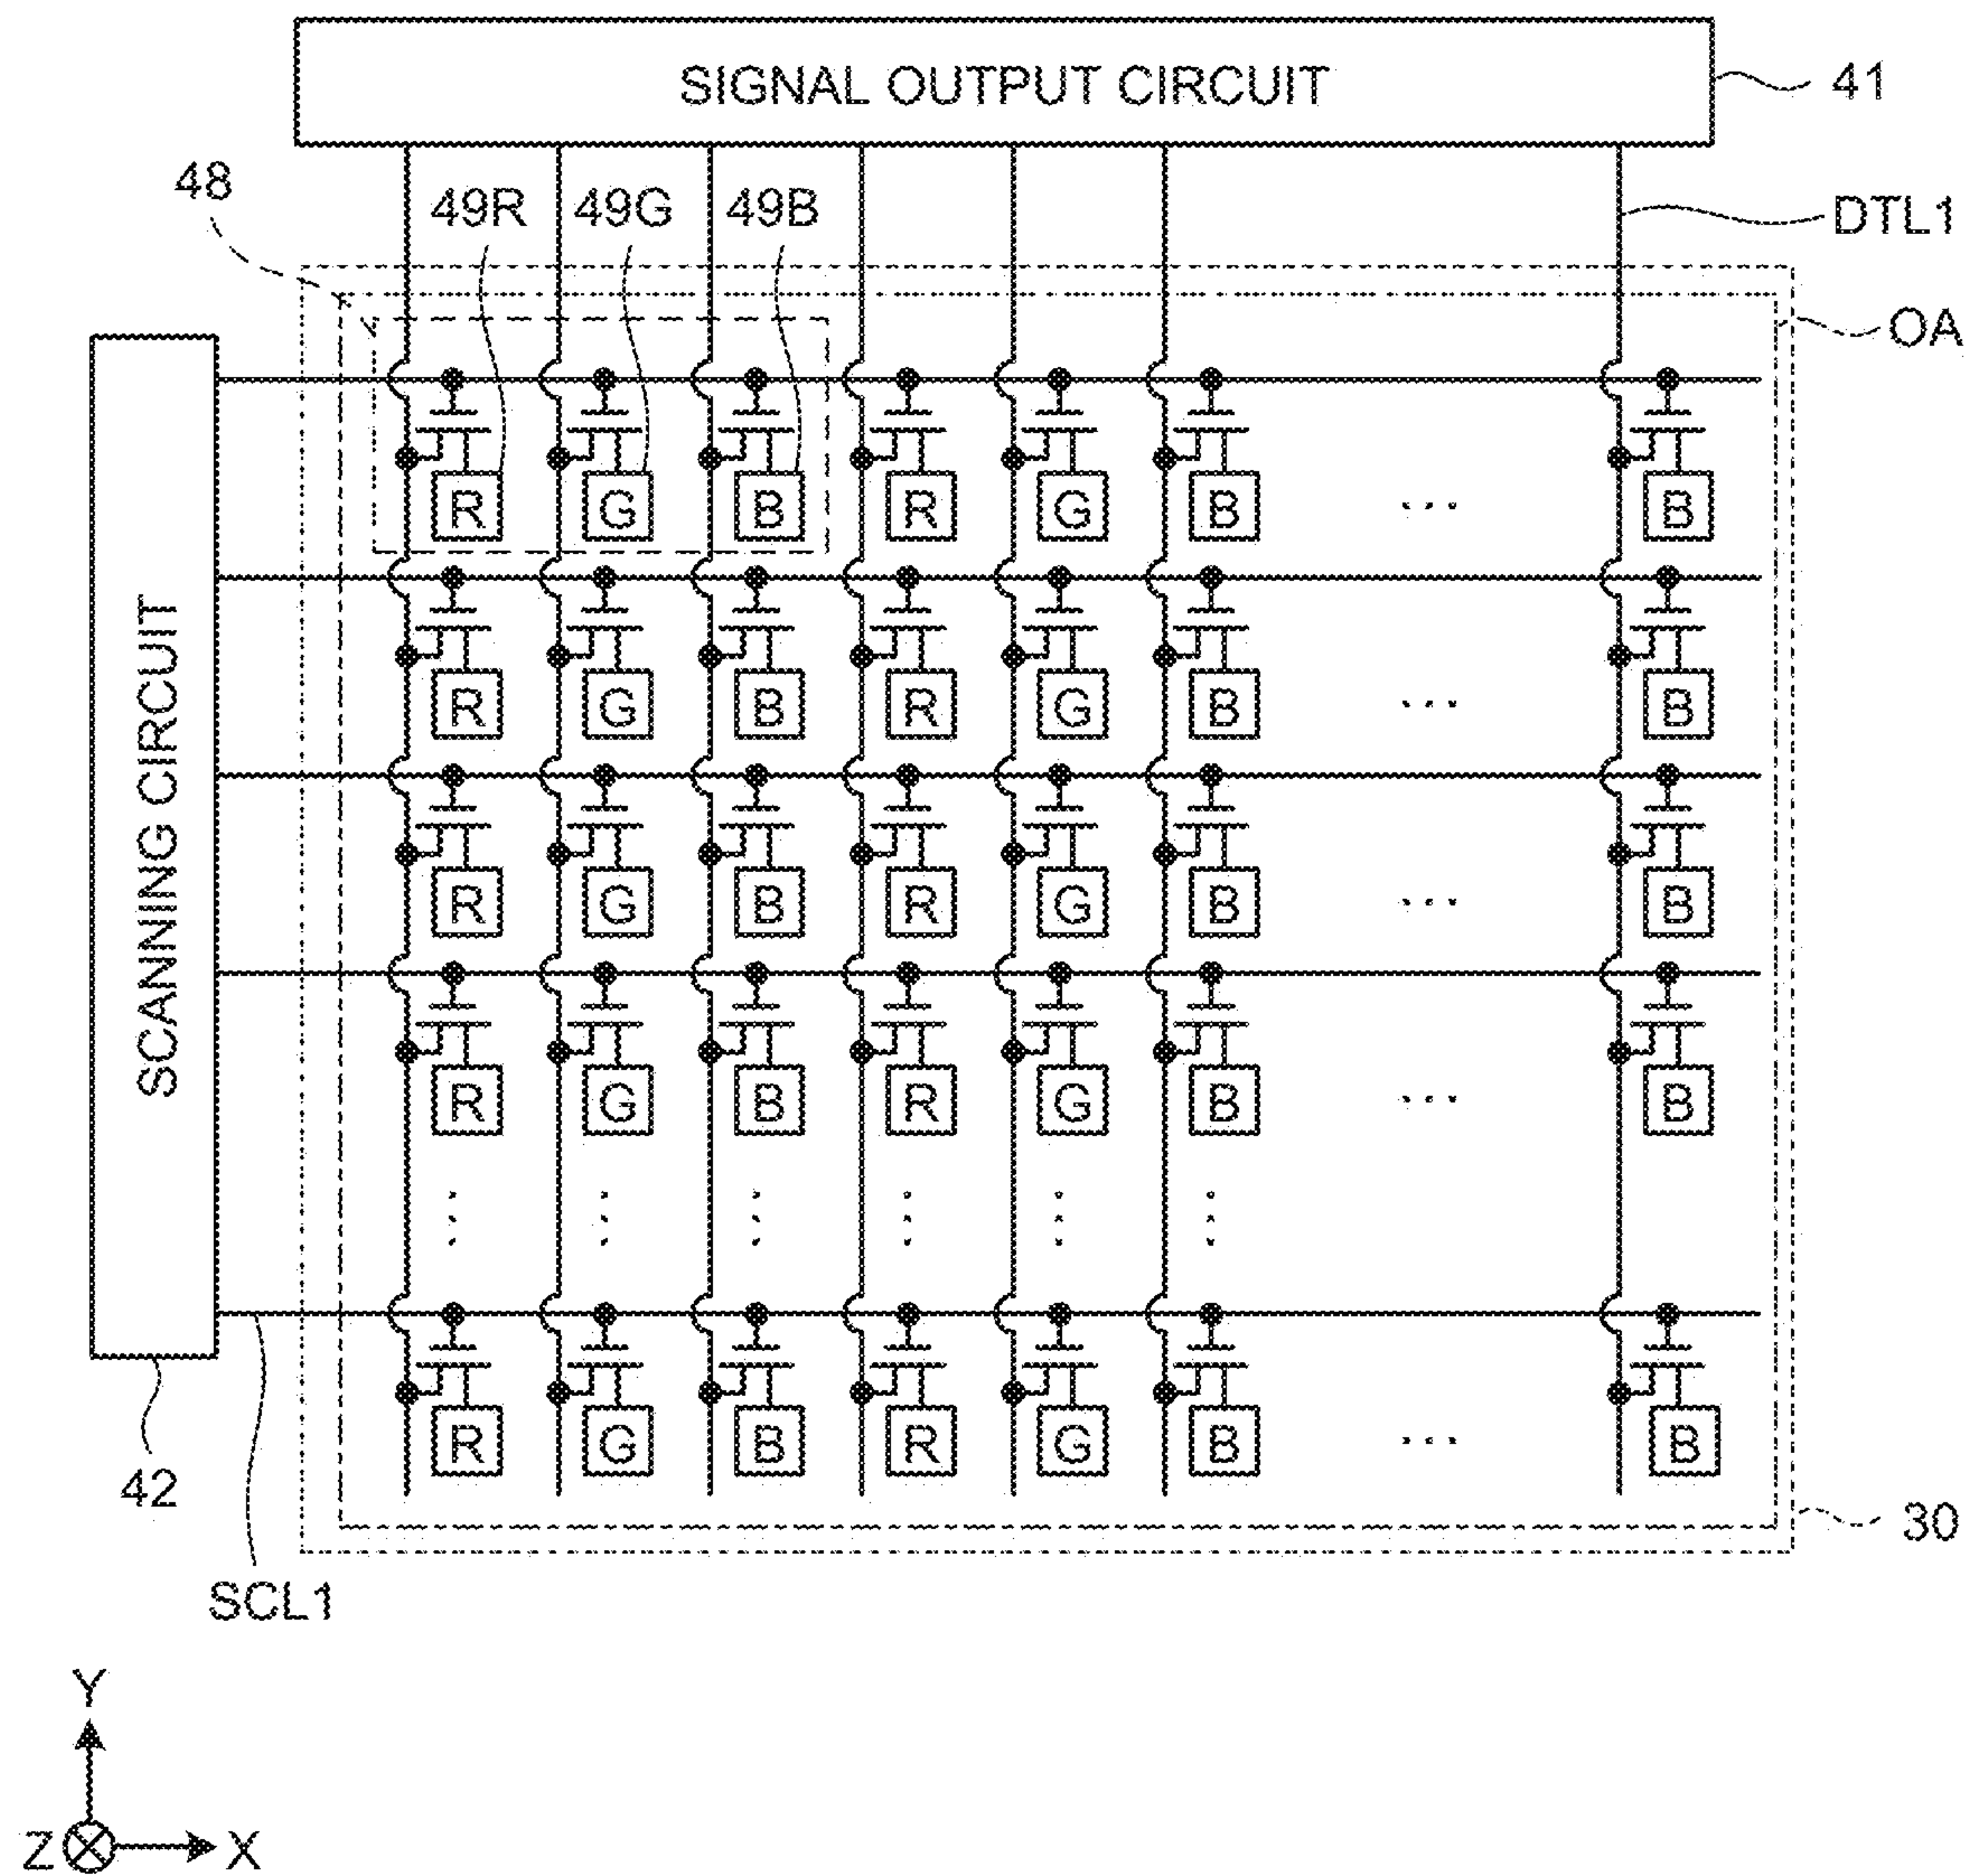 SIGNAL OUTPUT CIRCUIT
41
48
49R 49G 49B
DTL1
OA
SCANNING CIRCUIT
R G B R G B ... B
R G B R G B ... B
R G B R G B ... B
R G B R G B ... B
R G B R G B ... B
42
30
SCL1
Y
Z X